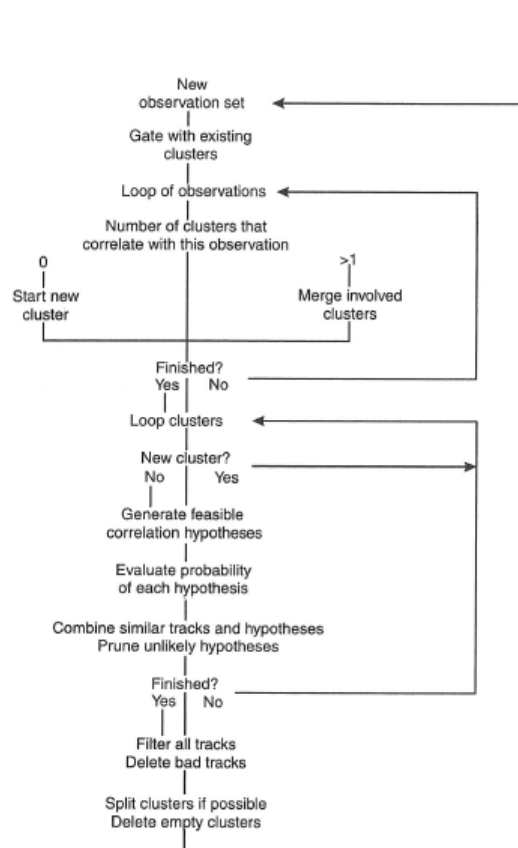 New
observation set
Gate with existing
clusters
Loop of observations
Number of clusters that
correlate with this observation
0
>1
Start new
cluster
Merge involved
clusters
Finished?
Yes No
Loop clusters
New cluster?
No Yes
Generate feasible
correlation hypotheses
Evaluate probability
of each hypothesis
Combine similar tracks and hypotheses
Prune unlikely hypotheses
Finished?
Yes No
Filter all tracks
Delete bad tracks
Split clusters if possible
Delete empty clusters